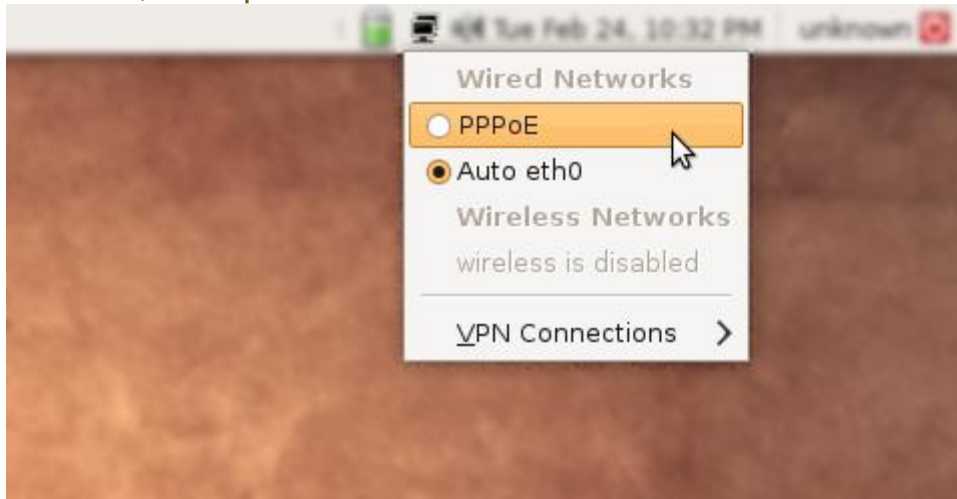 Tue Feb 24, 10:32 PM unknown
Wired Networks
PPPoE
Auto eth0
Wireless Networks
wireless is disabled
VPN Connections